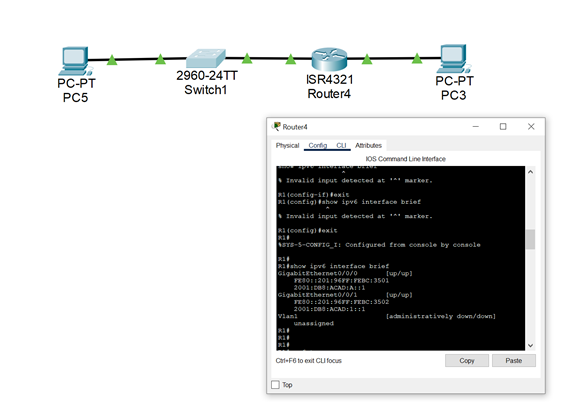 PC-PT
PC5
2960-24TT
Switch1
ISR4321
Router4
PC-PT
PC3
Router4
Physical Config CLI Attributes
IOS Command Line Interface
show ipv6 interface brief
^
% Invalid input detected at '^' marker.
R1(config-if)#exit
R1(config)#show ipv6 interface brief
^
% Invalid input detected at '^' marker.
R1(config)#exit
R1#
%SYS-5-CONFIG_I: Configured from console by console
R1#
R1#show ipv6 interface brief
GigabitEthernet0/0/0 [up/up]
FE80::201:96FF:FEBC:3501
2001:DB8:ACAD:A::1
GigabitEthernet0/0/1 [up/up]
FE80::201:96FF:FEBC:3502
2001:DB8:ACAD:1::1
Vlan1 [administratively down/down]
unassigned
R1#
R1#
R1#
Ctrl+F6 to exit CLI focus
Copy Paste
Top